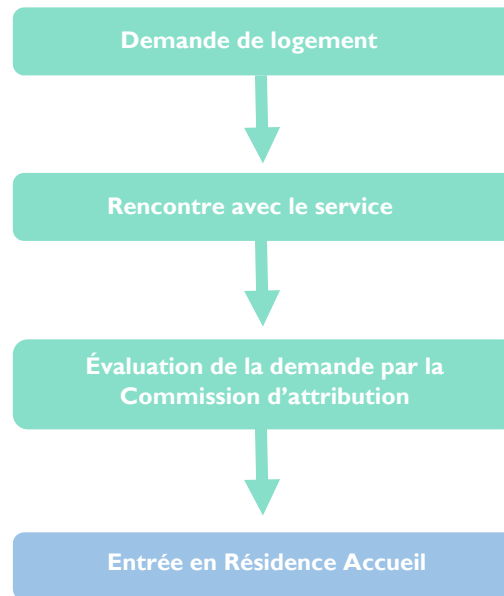 Demande de logement
Rencontre avec le service
Évaluation de la demande par la
Commission d’attribution
Entrée en Résidence Accueil